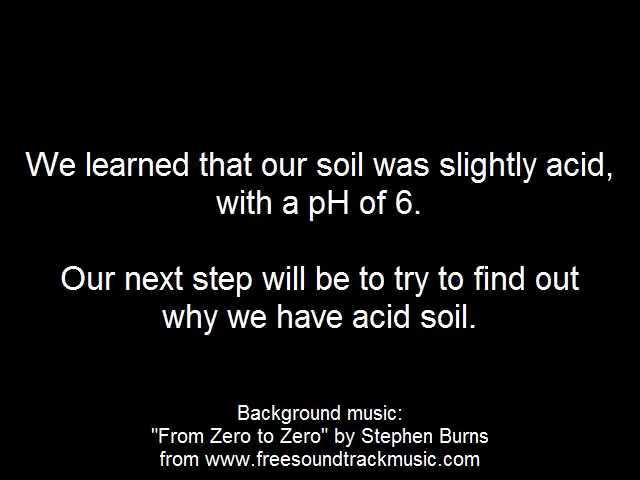 We learned that our soil was slightly acid,
with a pH of 6.
Our next step will be to try to find out
why we have acid soil.
Background music:
"From Zero to Zero" by Stephen Burns
from www.freesoundtrackmusic.com